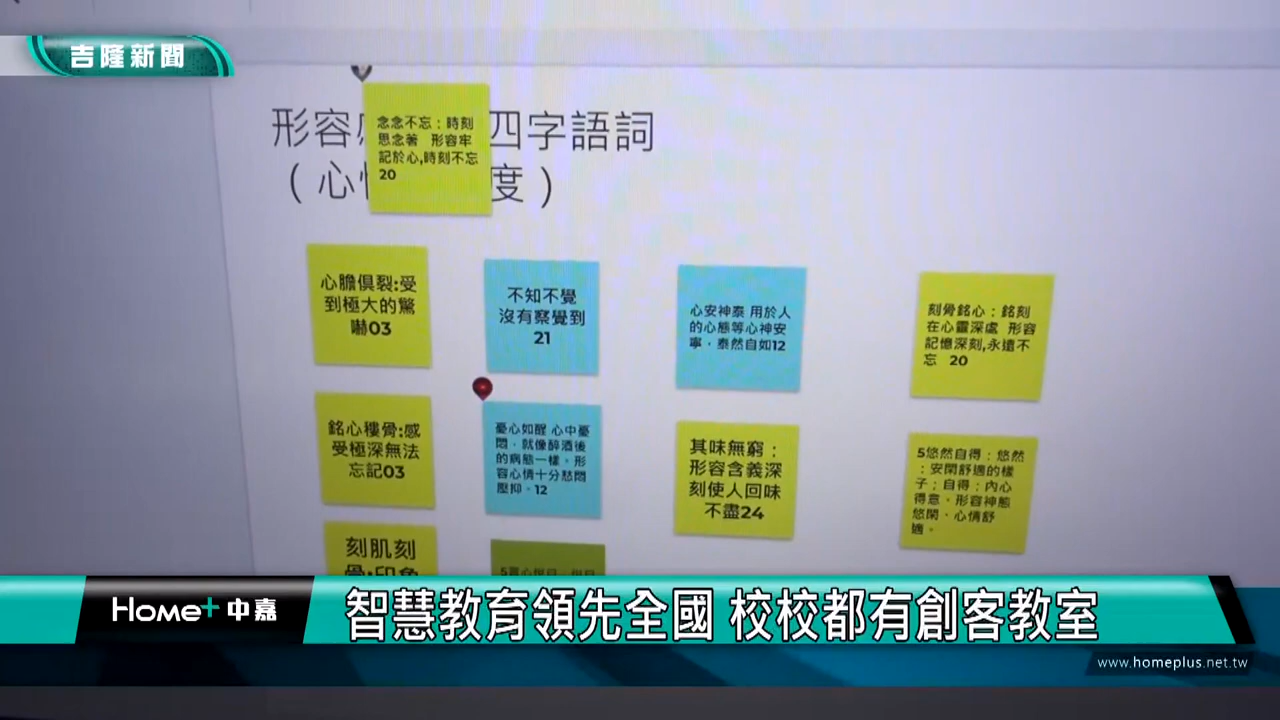 吉隆新聞
形容 四字語詞
(心 度)
念念不忘：時刻
思念著 形容牢
記於心,時刻不忘
20
心膽俱裂:受
到極大的驚
嚇03
不知不覺
沒有察覺到
21
心安神泰 用於人
的心態等心神安
寧，泰然自如12
刻骨銘心：銘刻
在心靈深處 形容
記憶深刻,永遠不
忘 20
銘心樓骨:感
受極深無法
忘記03
憂心如酲 心中憂
悶，就像醉酒後
的病態一樣。形
容心情十分愁悶
壓抑。12
其味無窮：
形容含義深
刻使人回味
不盡24
5悠然自得：悠然
：安閑舒適的樣
子；自得：內心
得意。形容神態
悠閑，心情舒
適。
刻肌刻
骨:印象
Home+中嘉
智慧教育領先全國 校校都有創客教室
www.homeplus.net.tw